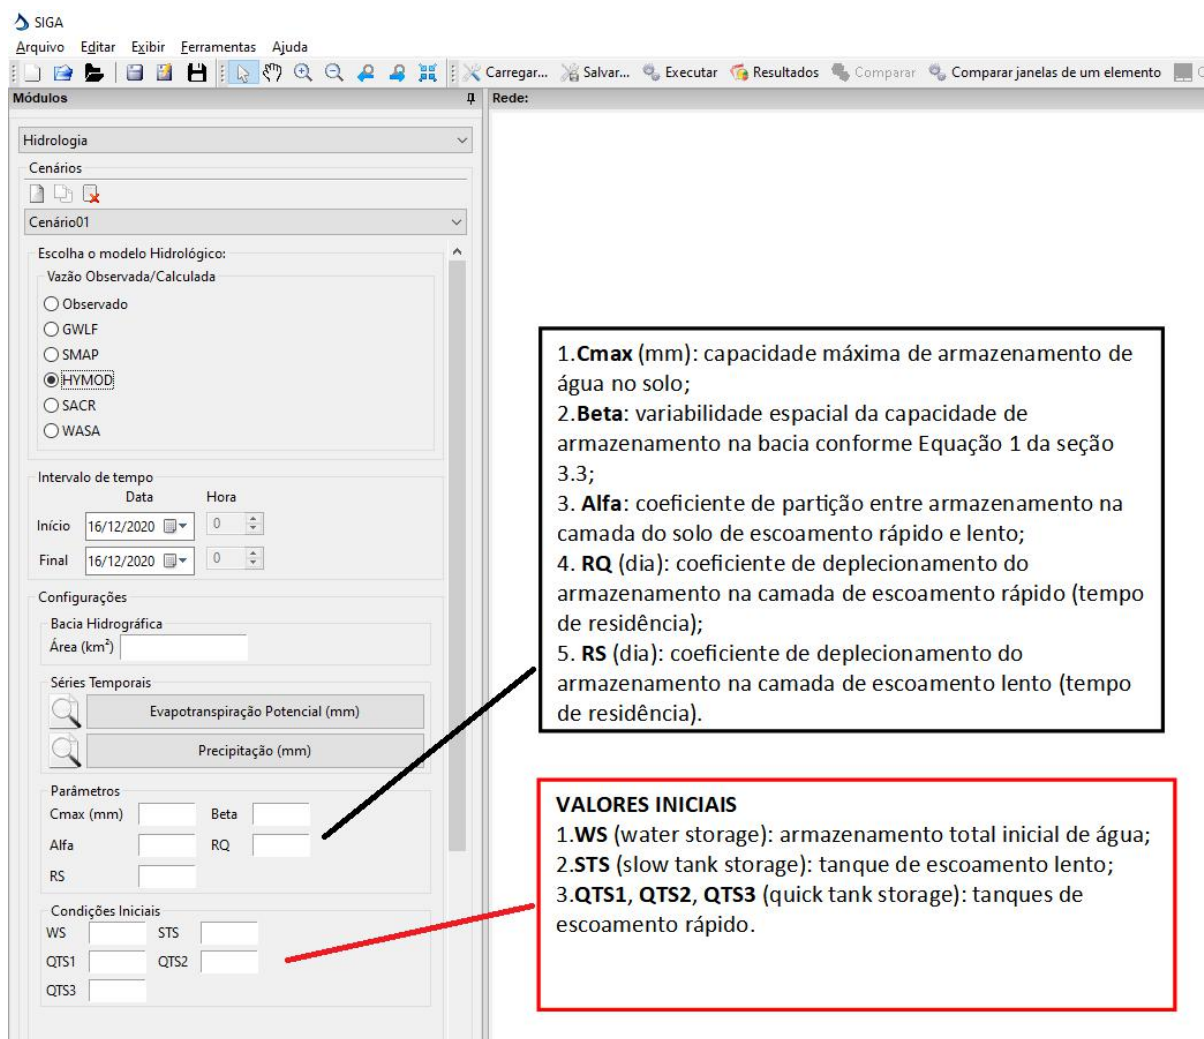 SIGA
Arquivo Editar Exibir Ferramentas Ajuda
Carregar... Salvar... Executar Resultados Comparar Comparar janelas de um elemento
Módulos
Rede:
Hidrologia
Cenários
Cenário01
Escolha o modelo Hidrológico:
Vazão Observada/Calculada
Observado
GWLF
SMAP
HYMOD
SACR
WASA
Intervalo de tempo
Data Hora
Início 16/12/2020 0
Final 16/12/2020 0
Configurações
Bacia Hidrográfica
Área (km²)
Séries Temporais
Evapotranspiração Potencial (mm)
Precipitação (mm)
Parâmetros
Cmax (mm) Beta
Alfa RQ
RS
Condições Iniciais
WS STS
QTS1 QTS2
QTS3
1.Cmax (mm): capacidade máxima de armazenamento de
água no solo;
2.Beta: variabilidade espacial da capacidade de
armazenamento na bacia conforme Equação 1 da seção
3.3;
3. Alfa: coeficiente de partição entre armazenamento na
camada do solo de escoamento rápido e lento;
4. RQ (dia): coeficiente de deplecionamento do
armazenamento na camada de escoamento rápido (tempo
de residência);
5. RS (dia): coeficiente de deplecionamento do
armazenamento na camada de escoamento lento (tempo
de residência).
VALORES INICIAIS
1.WS (water storage): armazenamento total inicial de água;
2.STS (slow tank storage): tanque de escoamento lento;
3.QTS1, QTS2, QTS3 (quick tank storage): tanques de
escoamento rápido.